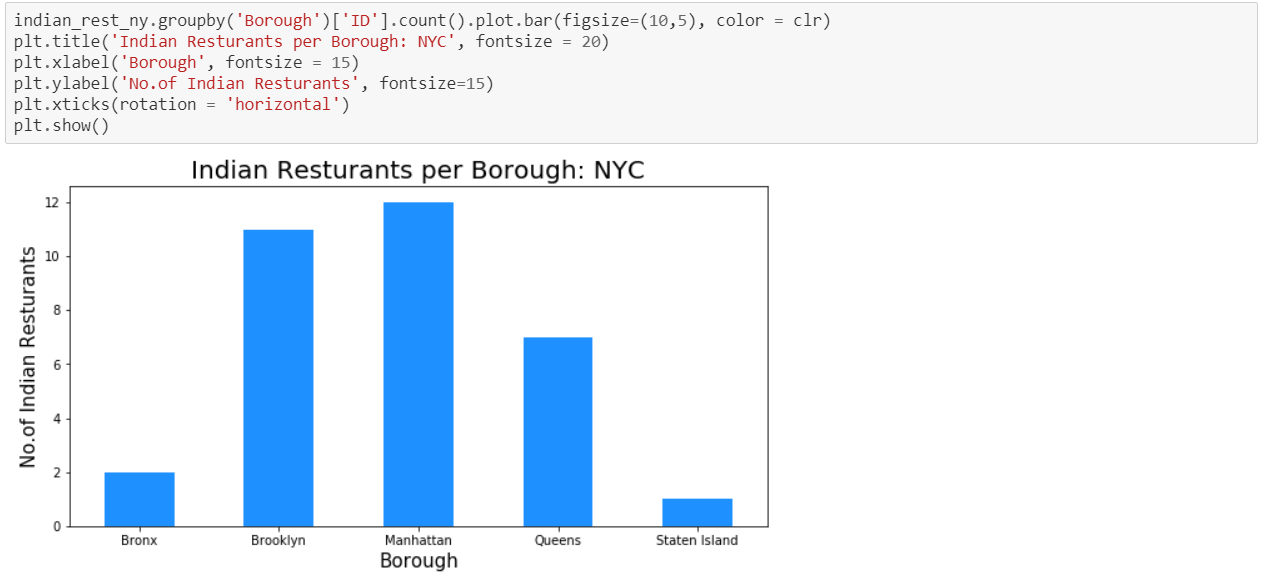 indian_rest_ny.groupby('Borough')['ID'].count().plot.bar(figsize=(10,5), color = clr)
plt.title('Indian Resturants per Borough: NYC', fontsize = 20)
plt.xlabel('Borough', fontsize = 15)
plt.ylabel('No.of Indian Resturants', fontsize=15)
plt.xticks(rotation = 'horizontal')
plt.show()
Indian Resturants per Borough: NYC
No.of Indian Resturants
12
10
8
6
4
2
0
Bronx Brooklyn Manhattan Queens Staten Island
Borough